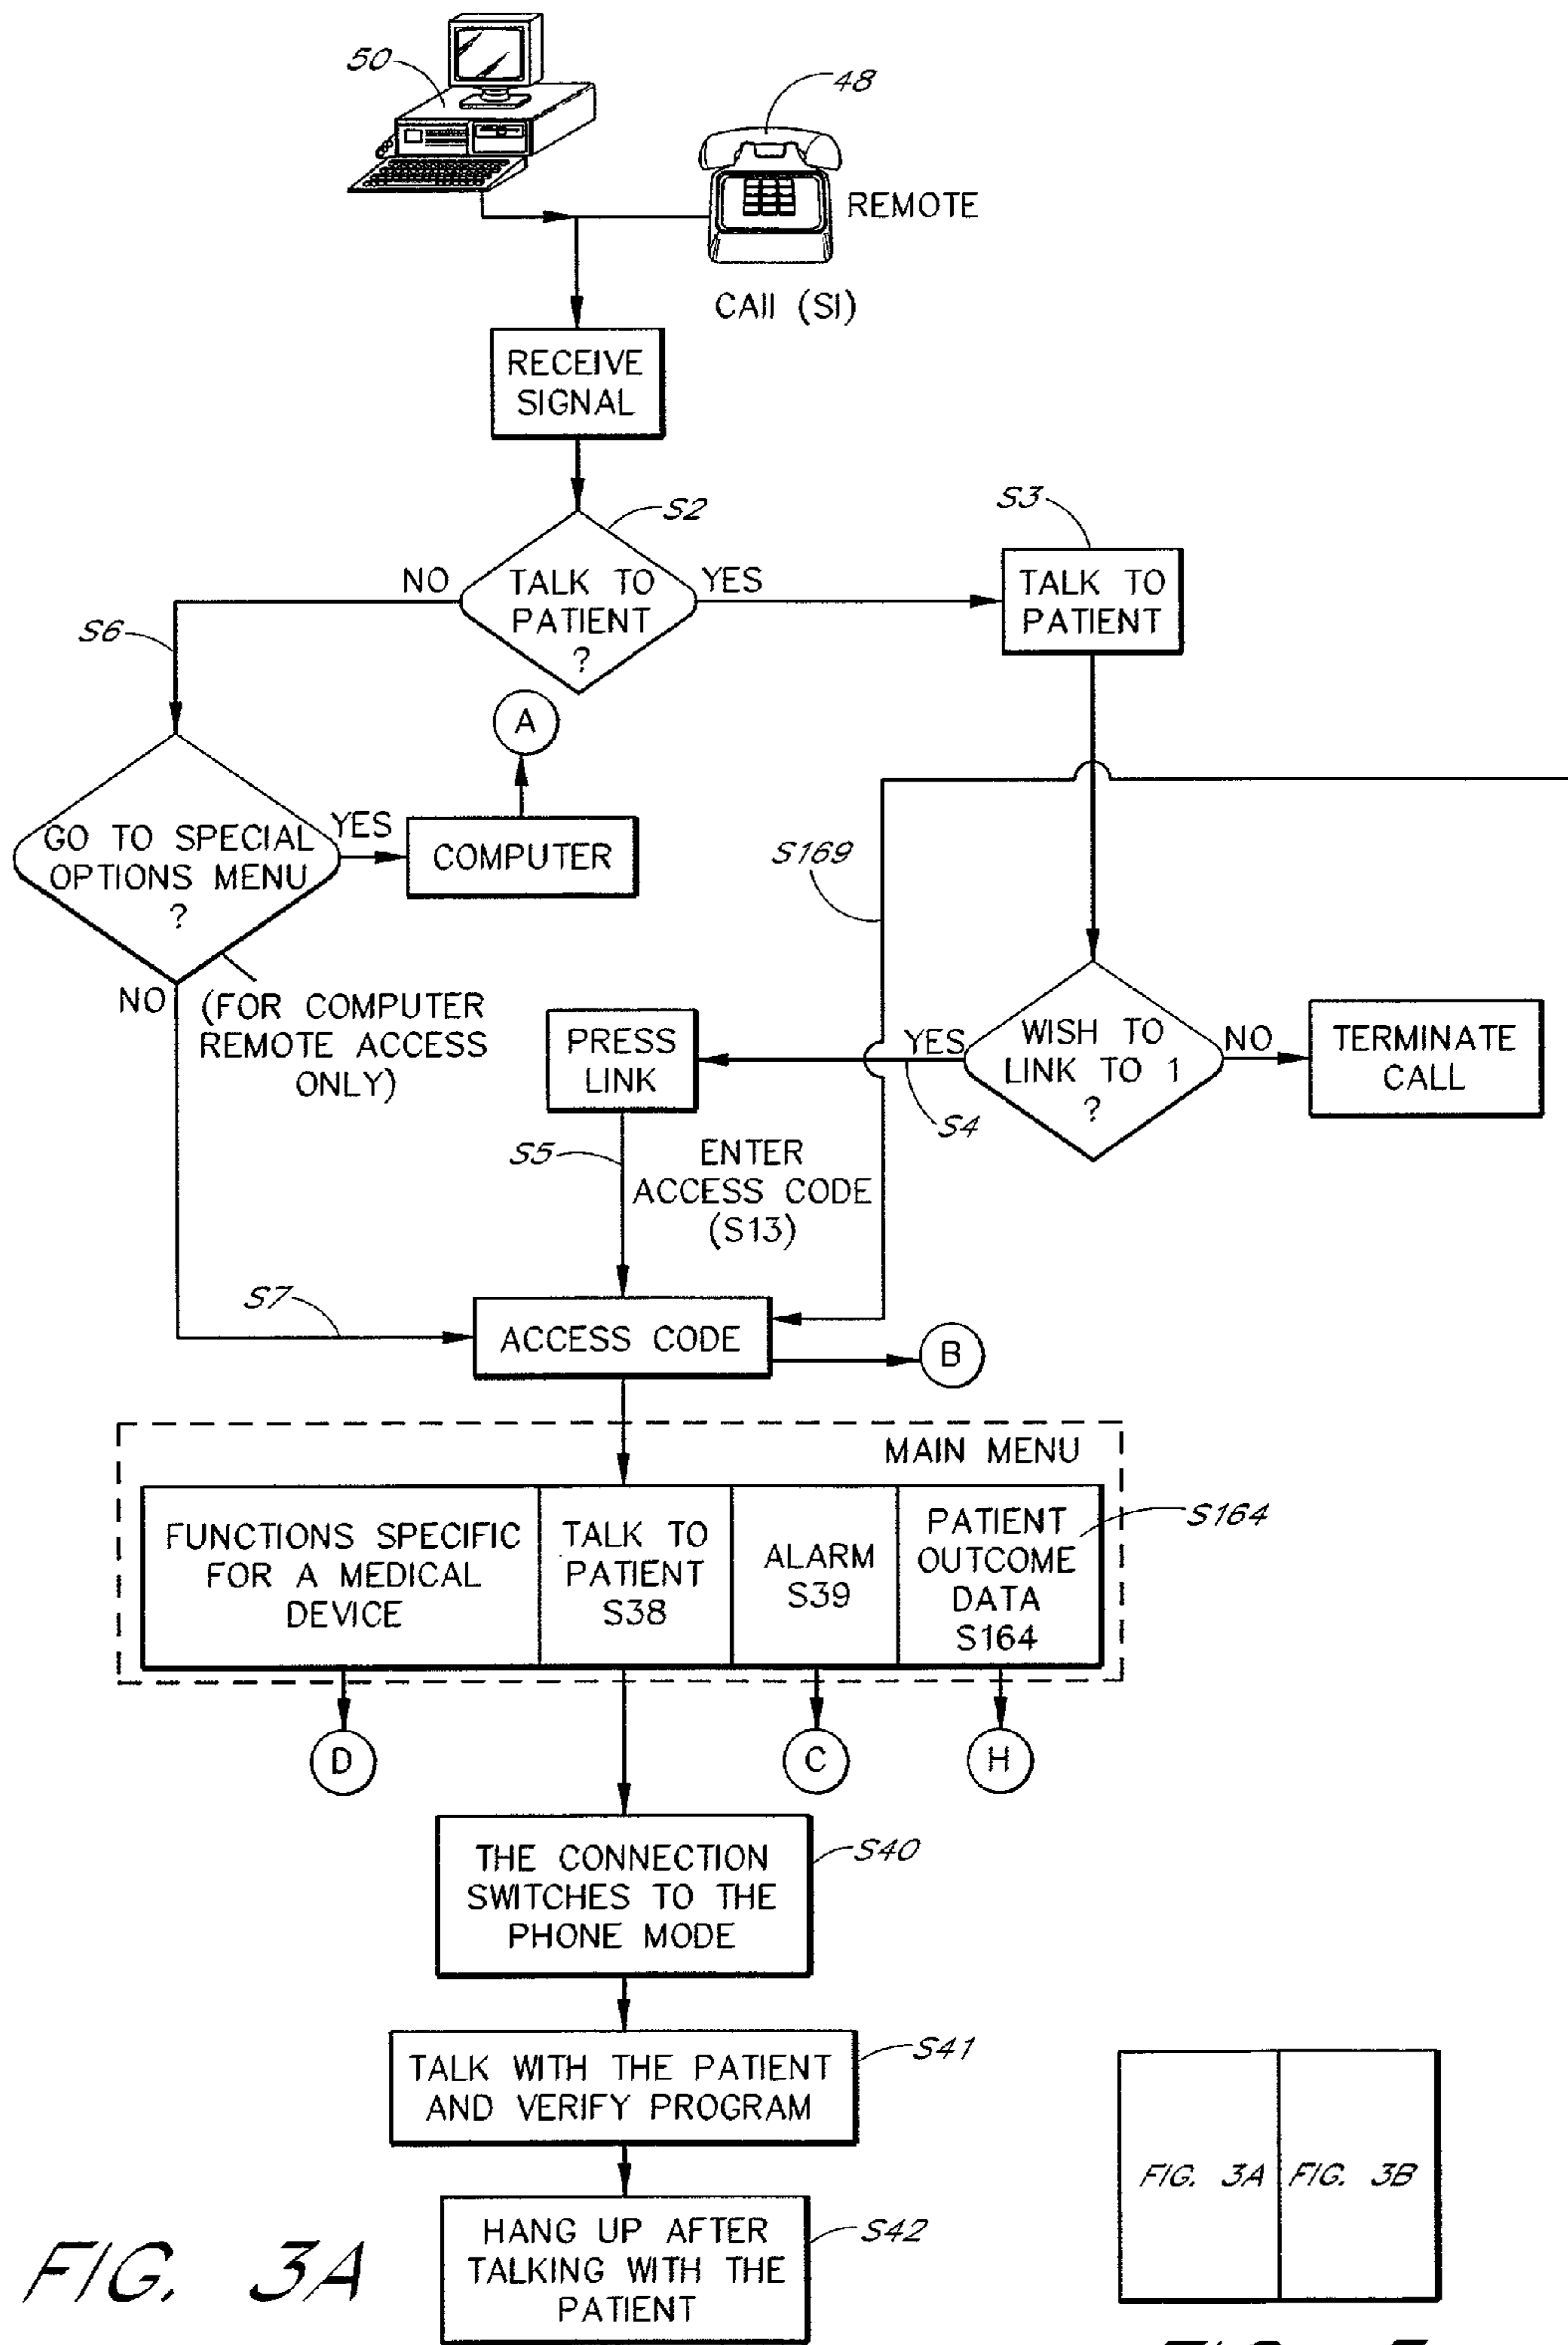 50
48
REMOTE
CAll (S1)
RECEIVE
SIGNAL
S2
S3
NO
TALK TO
PATIENT
?
YES
TALK TO
PATIENT
S6
A
GO TO SPECIAL
OPTIONS MENU
?
YES
COMPUTER
S169
NO
(FOR COMPUTER
REMOTE ACCESS
ONLY)
PRESS
LINK
YES
WISH TO
LINK TO 1
?
NO
TERMINATE
CALL
S4
S5
ENTER
ACCESS CODE
(S13)
S7
ACCESS CODE
B
MAIN MENU
FUNCTIONS SPECIFIC
FOR A MEDICAL
DEVICE
TALK TO
PATIENT
S38
ALARM
S39
PATIENT
OUTCOME
DATA
S164
S164
D
C
H
THE CONNECTION
SWITCHES TO THE
PHONE MODE
S40
TALK WITH THE PATIENT
AND VERIFY PROGRAM
S41
HANG UP AFTER
TALKING WITH THE
PATIENT
S42
FIG. 3A
FIG. 3A
FIG. 3B